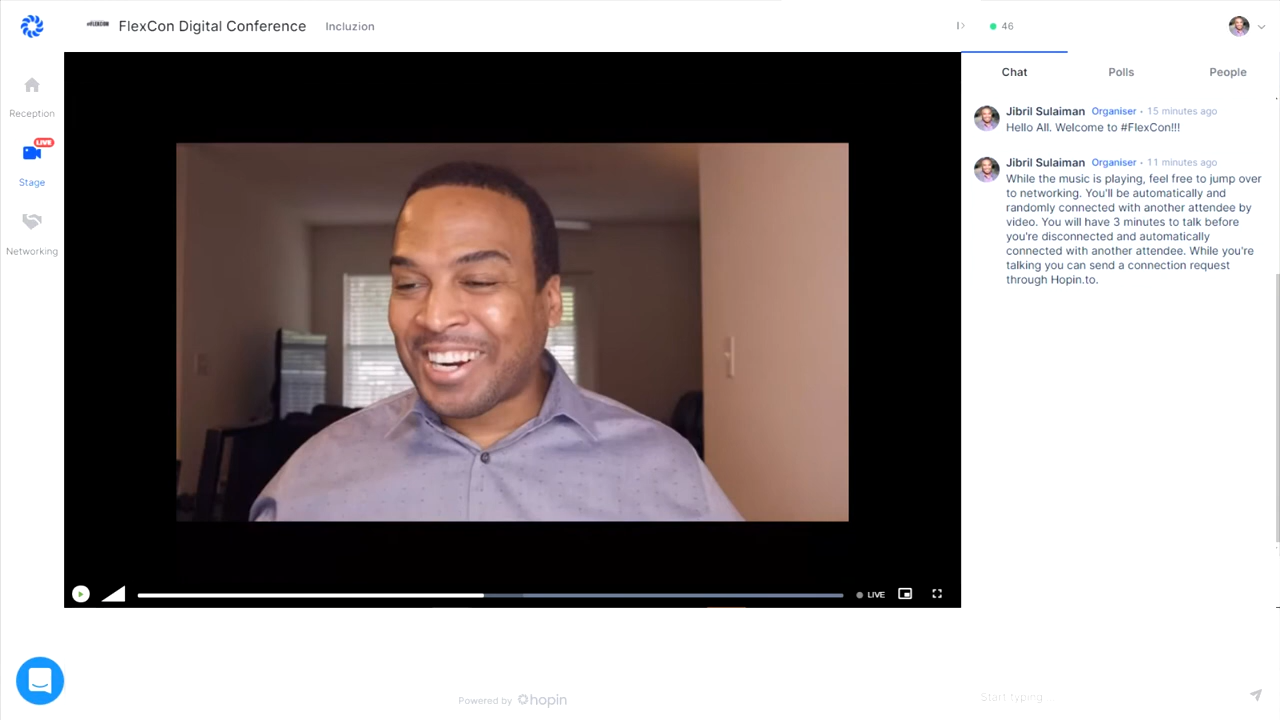 #FLEXCON
FlexCon Digital Conference
Incluzion
46
Reception
LIVE
Stage
Networking
Chat
Polls
People
Jibril Sulaiman Organiser • 15 minutes ago
Hello All. Welcome to #FlexCon!!!
Jibril Sulaiman Organiser • 11 minutes ago
While the music is playing, feel free to jump over
to networking. You'll be automatically and
randomly connected with another attendee by
video. You will have 3 minutes to talk before
you're disconnected and automatically
connected with another attendee. While you're
talking you can send a connection request
through Hopin.to.
LIVE
Powered by hopin
Start typing...